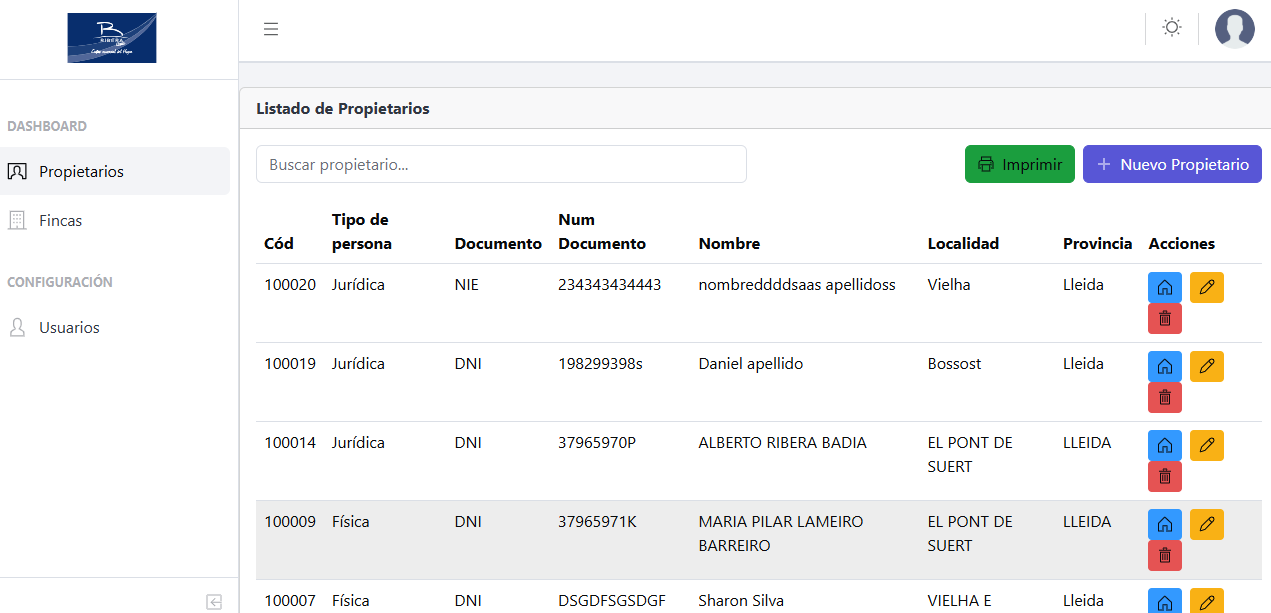 B
RIBERA
DASHBOARD
Propietarios
Fincas
CONFIGURACIÓN
Usuarios
Listado de Propietarios
Buscar propietario...
Imprimir
Nuevo Propietario
Cód Tipo de persona Documento Num Documento Nombre Localidad Provincia Acciones
100020 Jurídica NIE 234343434443 nombreddddsaas apellidoss Vielha Lleida
100019 Jurídica DNI 198299398s Daniel apellido Bossost Lleida
100014 Jurídica DNI 37965970P ALBERTO RIBERA BADIA EL PONT DE SUERT LLEIDA
100009 Física DNI 37965971K MARIA PILAR LAMEIRO BARREIRO EL PONT DE SUERT LLEIDA
100007 Física DNI DSGDFSGSDGF Sharon Silva VIELHA E Lleida